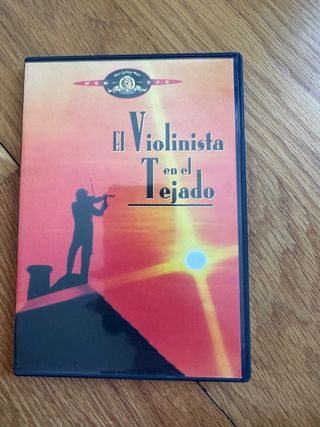 MGM DVD
El Violinista
en el
Tejado